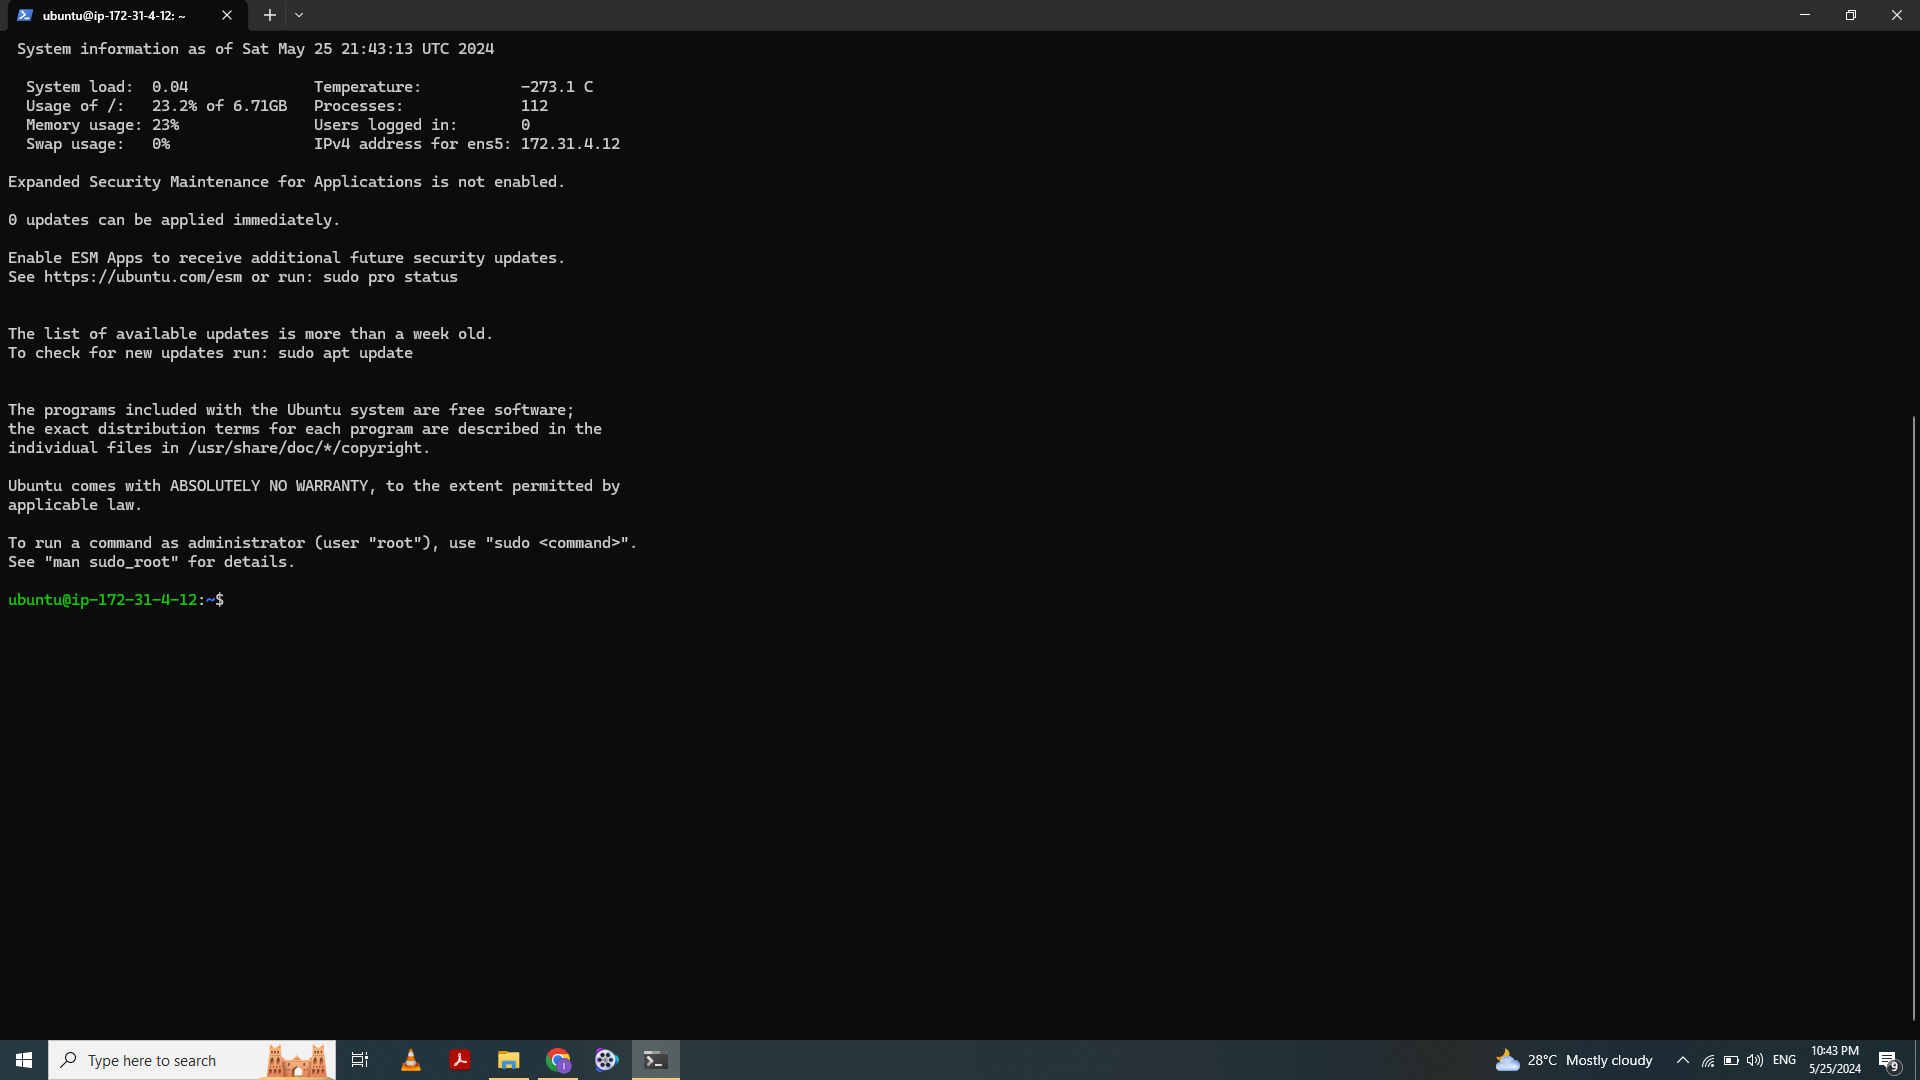 ubuntu@ip-172-31-4-12: ~
System information as of Sat May 25 21:43:13 UTC 2024
System load: 0.04 Temperature: -273.1 C
Usage of /: 23.2% of 6.71GB Processes: 112
Memory usage: 23% Users logged in: 0
Swap usage: 0% IPv4 address for ens5: 172.31.4.12
Expanded Security Maintenance for Applications is not enabled.
0 updates can be applied immediately.
Enable ESM Apps to receive additional future security updates.
See https://ubuntu.com/esm or run: sudo pro status
The list of available updates is more than a week old.
To check for new updates run: sudo apt update
The programs included with the Ubuntu system are free software;
the exact distribution terms for each program are described in the
individual files in /usr/share/doc/*/copyright.
Ubuntu comes with ABSOLUTELY NO WARRANTY, to the extent permitted by
applicable law.
To run a command as administrator (user "root"), use "sudo <command>".
See "man sudo_root" for details.
ubuntu@ip-172-31-4-12:~$
Type here to search
28°C Mostly cloudy
ENG
10:43 PM
5/25/2024
9